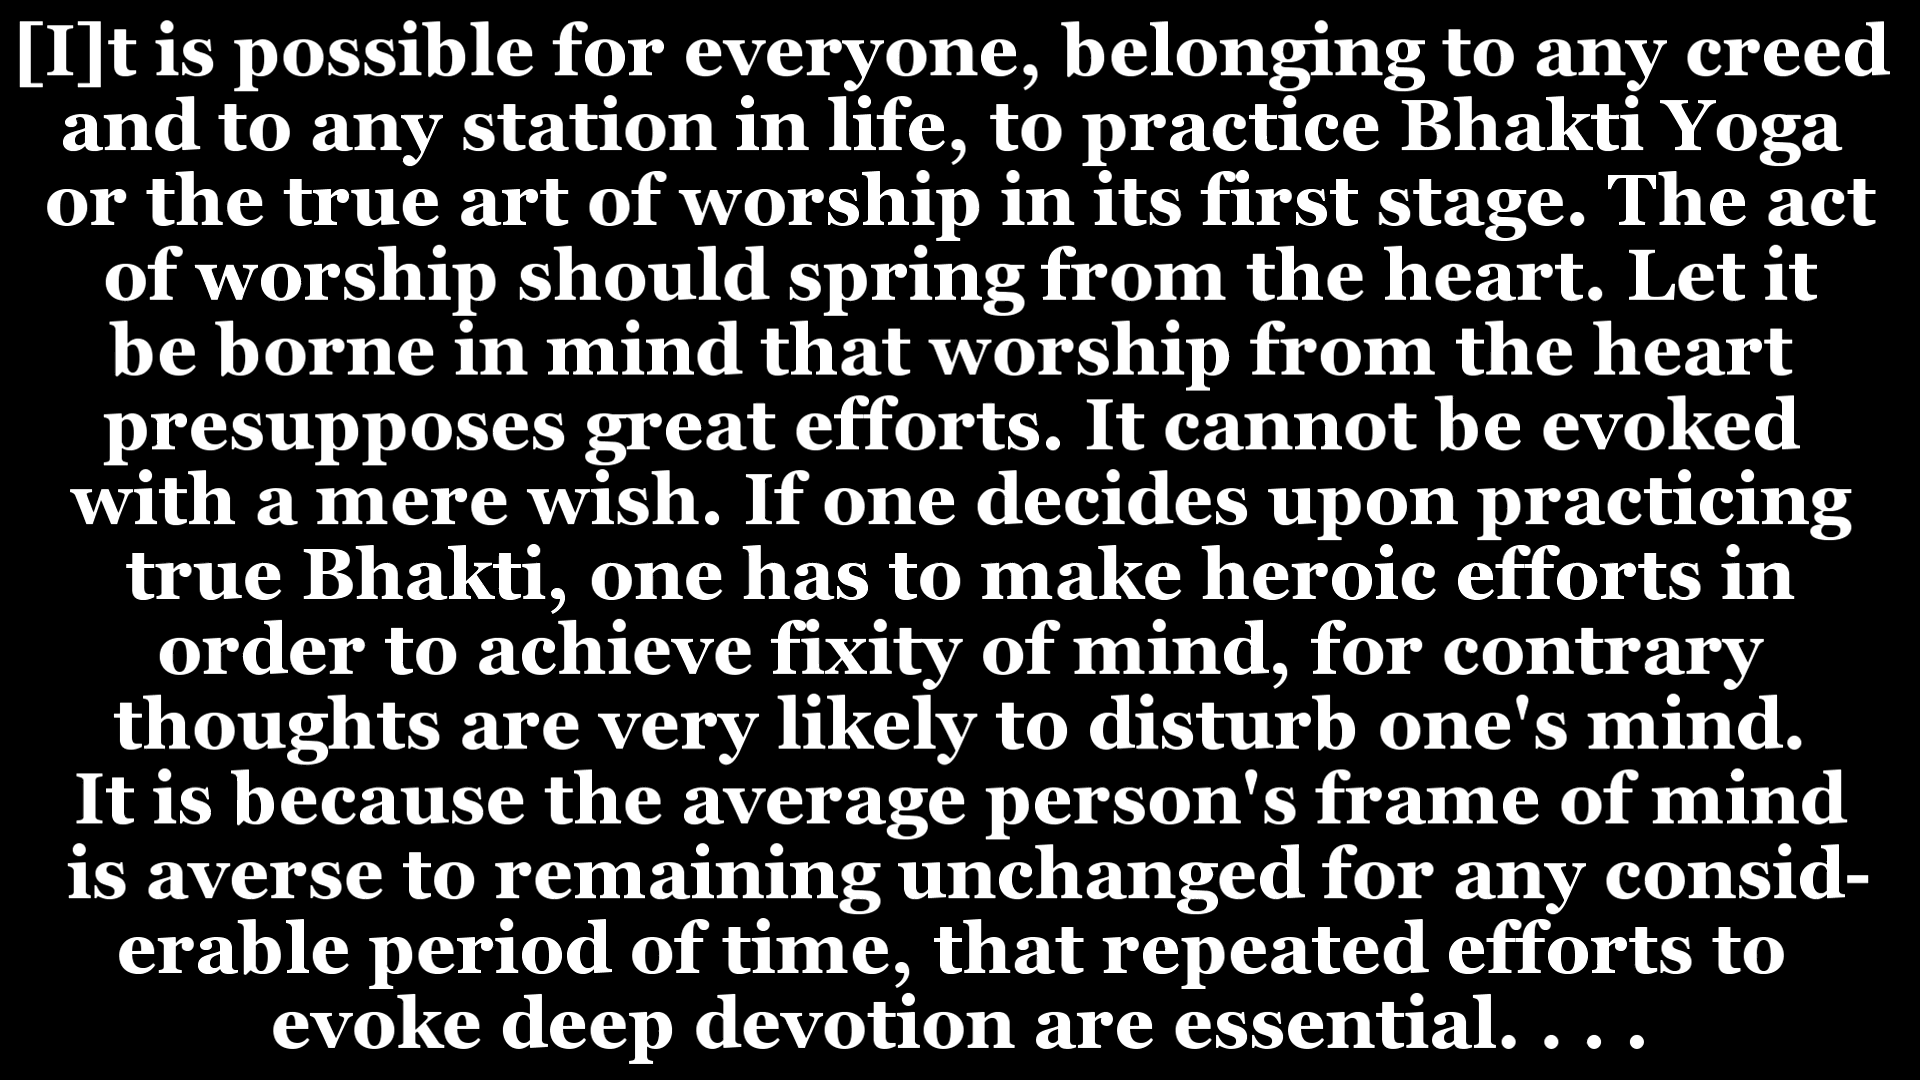 [I]t is possible for everyone, belonging to any creed
and to any station in life, to practice Bhakti Yoga
or the true art of worship in its first stage. The act
of worship should spring from the heart. Let it
be borne in mind that worship from the heart
presupposes great efforts. It cannot be evoked
with a mere wish. If one decides upon practicing
true Bhakti, one has to make heroic efforts in
order to achieve fixity of mind, for contrary
thoughts are very likely to disturb one's mind.
It is because the average person's frame of mind
is averse to remaining unchanged for any consid-
erable period of time, that repeated efforts to
evoke deep devotion are essential. . . .